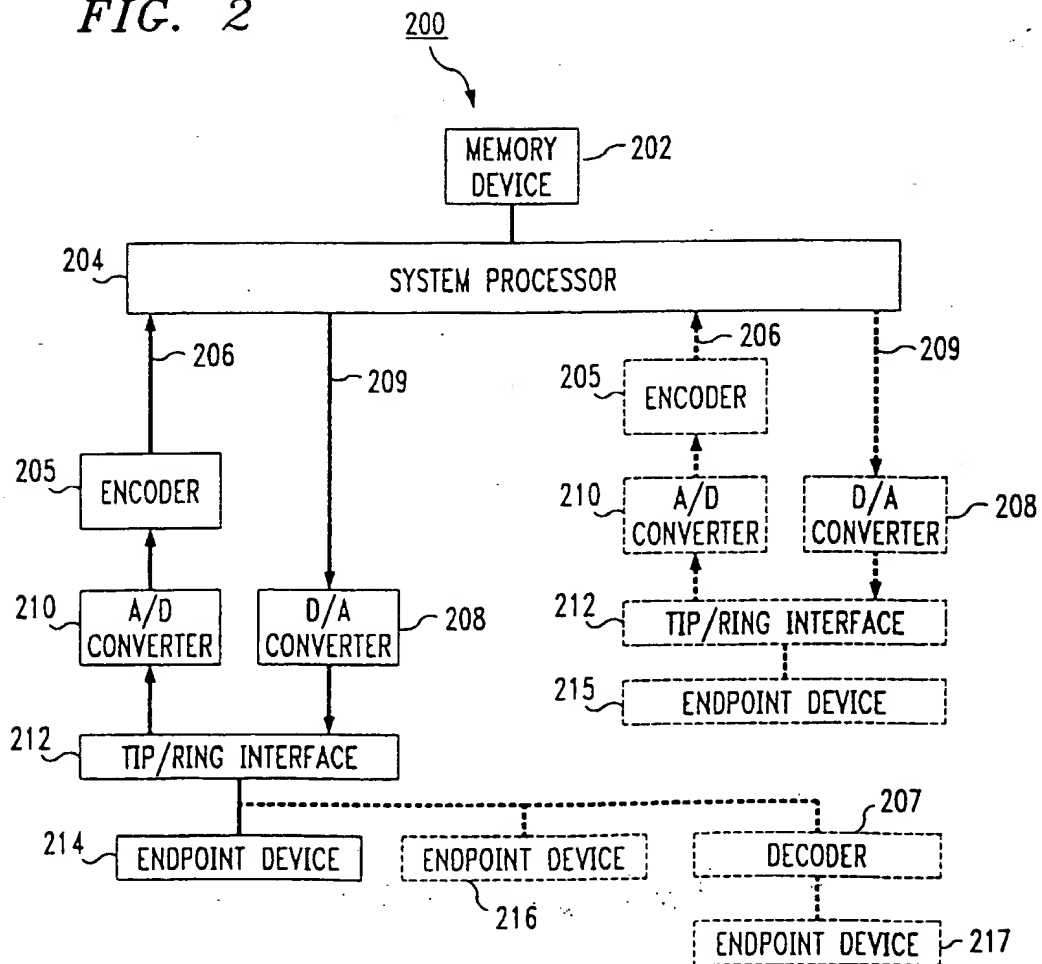 FIG. 2
200
MEMORY
DEVICE
202
204
SYSTEM PROCESSOR
206
209
206
209
205
ENCODER
205
ENCODER
210
A/D
CONVERTER
D/A
CONVERTER
208
210
A/D
CONVERTER
D/A
CONVERTER
208
212
TIP/RING INTERFACE
215
ENDPOINT DEVICE
212
TIP/RING INTERFACE
207
214
ENDPOINT DEVICE
ENDPOINT DEVICE
216
DECODER
ENDPOINT DEVICE
217